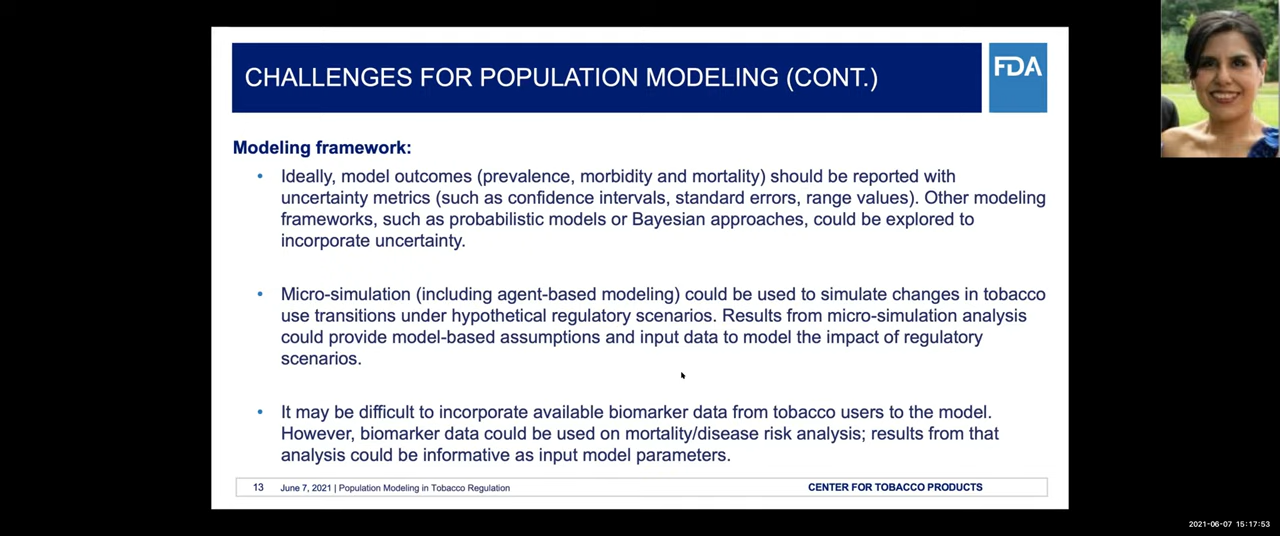 CHALLENGES FOR POPULATION MODELING (CONT.)
FDA
Modeling framework:
• Ideally, model outcomes (prevalence, morbidity and mortality) should be reported with
uncertainty metrics (such as confidence intervals, standard errors, range values). Other modeling
frameworks, such as probabilistic models or Bayesian approaches, could be explored to
incorporate uncertainty.
• Micro-simulation (including agent-based modeling) could be used to simulate changes in tobacco
use transitions under hypothetical regulatory scenarios. Results from micro-simulation analysis
could provide model-based assumptions and input data to model the impact of regulatory
scenarios.
• It may be difficult to incorporate available biomarker data from tobacco users to the model.
However, biomarker data could be used on mortality/disease risk analysis; results from that
analysis could be informative as input model parameters.
13 June 7, 2021 | Population Modeling in Tobacco Regulation CENTER FOR TOBACCO PRODUCTS
2021-06-07 15:17:53